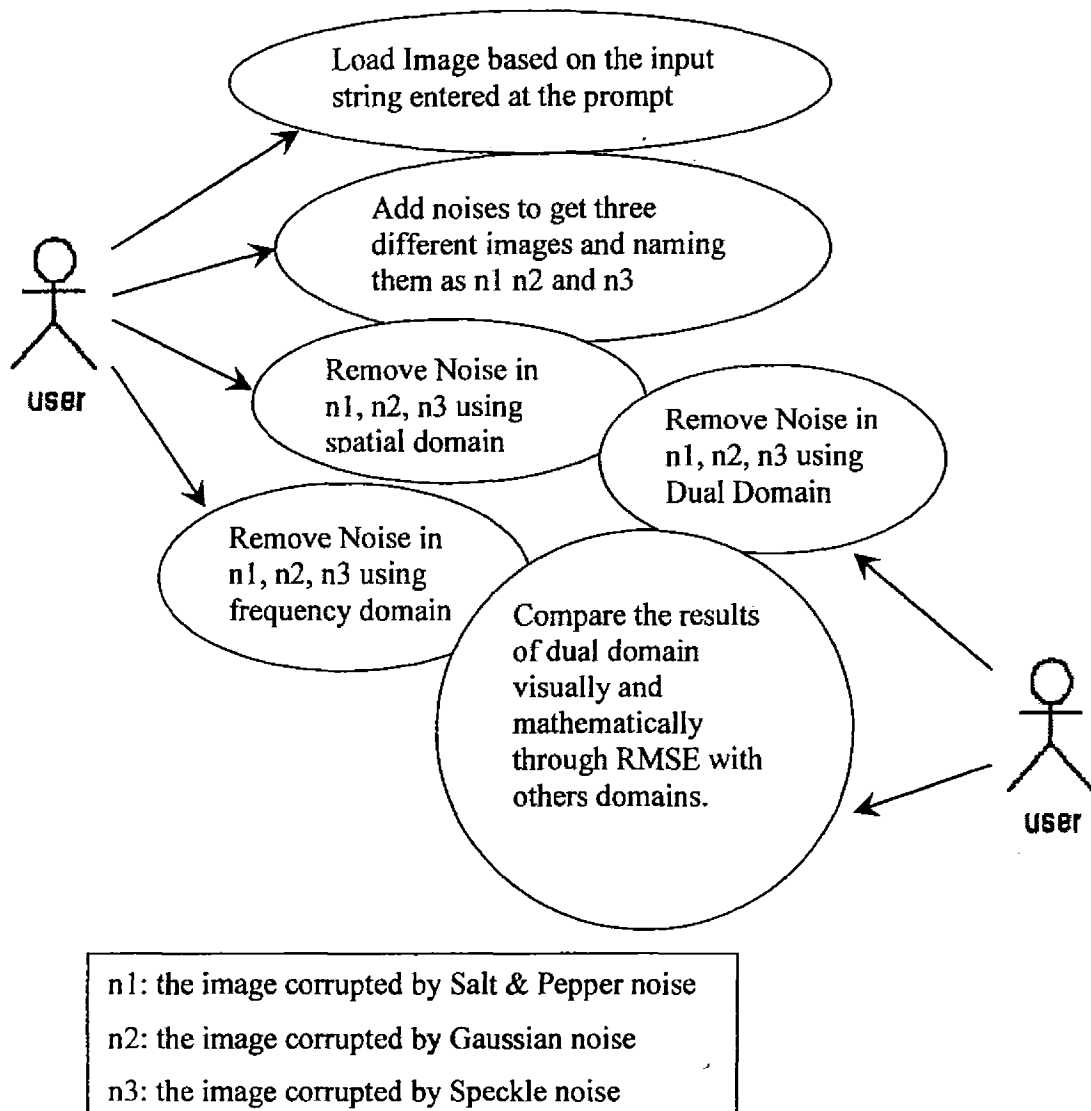 Load Image based on the input
string entered at the prompt
Add noises to get three
different images and naming
them as n1 n2 and n3
user
Remove Noise in
n1, n2, n3 using
spatial domain
Remove Noise in
n1, n2, n3 using
Dual Domain
Remove Noise in
n1, n2, n3 using
frequency domain
Compare the results
of dual domain
visually and
mathematically
through RMSE with
others domains.
user
n1: the image corrupted by Salt & Pepper noise
n2: the image corrupted by Gaussian noise
n3: the image corrupted by Speckle noise